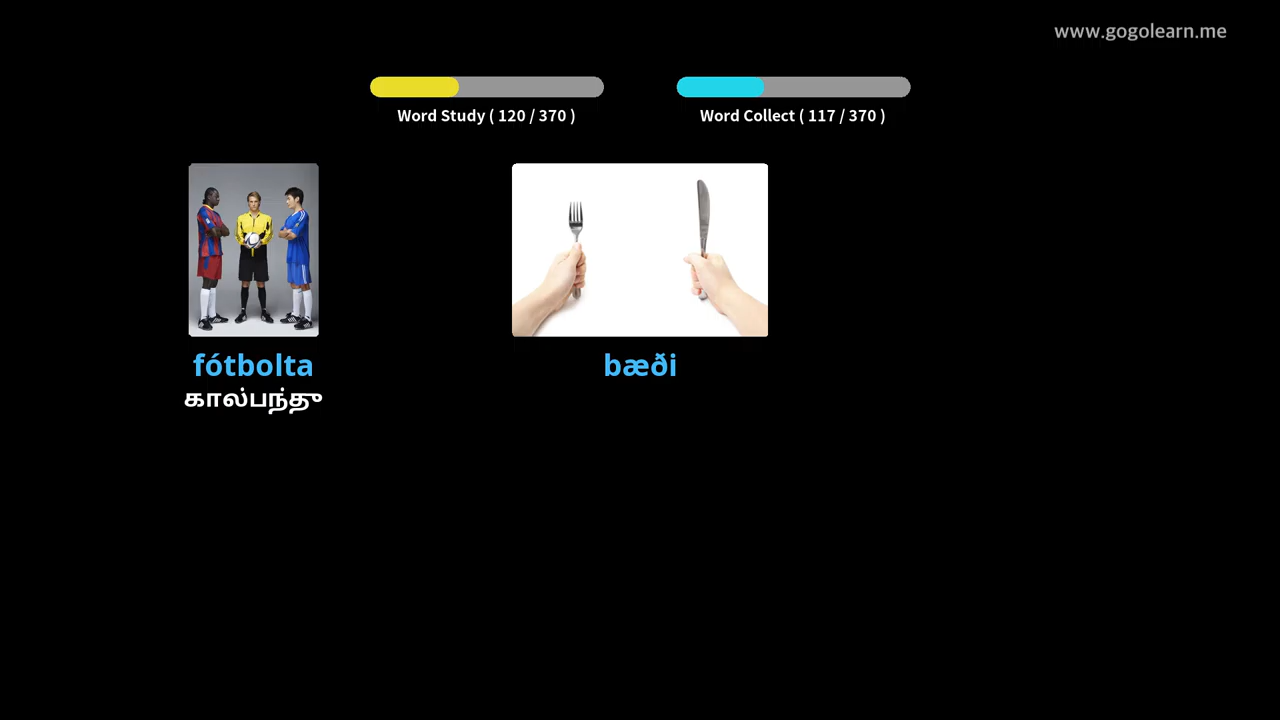 www.gogolearn.me
Word Study ( 120 / 370 )
Word Collect ( 117 / 370 )
fótbolta
கால்பந்து
bæði